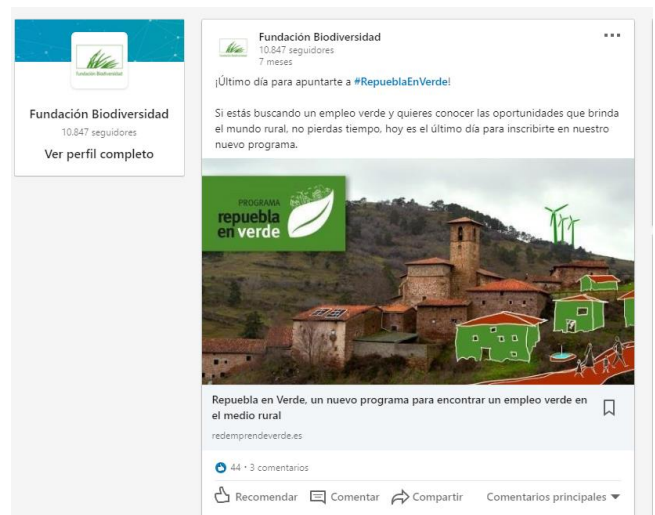 Fundación Biodiversidad
Fundación Biodiversidad
10.847 seguidores
Ver perfil completo
Fundación Biodiversidad
10.847 seguidores
7 meses
¡Último día para apuntarte a #RepueblaEnVerde!
Si estás buscando un empleo verde y quieres conocer las oportunidades que brinda
el mundo rural, no pierdas tiempo, hoy es el último día para inscribirte en nuestro
nuevo programa.
PROGRAMA
repuebla
en verde
Repuebla en Verde, un nuevo programa para encontrar un empleo verde en
el medio rural
redemprendeverde.es
44 • 3 comentarios
Recomendar Comentar Compartir Comentarios principales